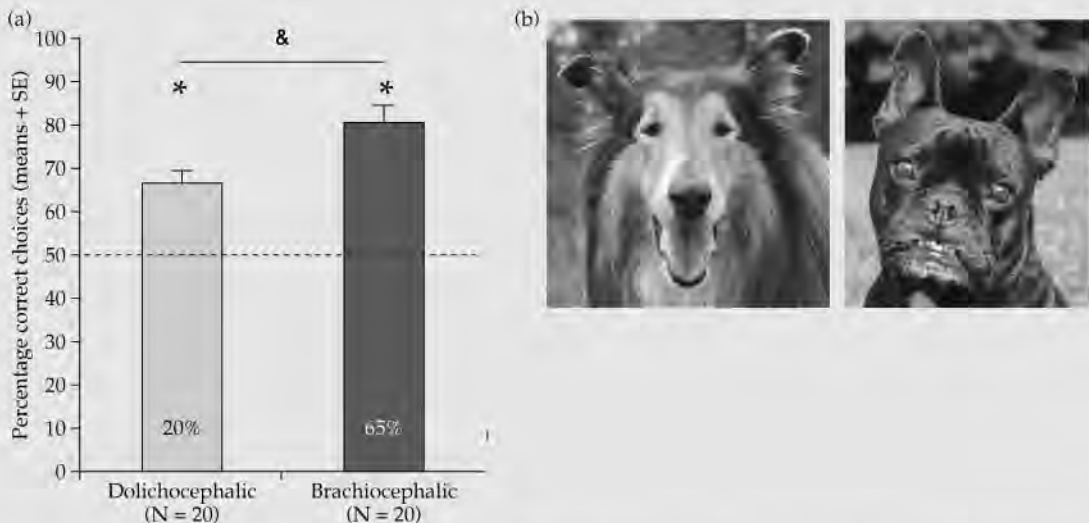 (a)
100
90
80
70
60
50
40
30
20
10
0
Percentage correct choices (means + SE)
&
*
*
20%
65%
Dolichocephalic
(N = 20)
Brachiocephalic
(N = 20)
(b)